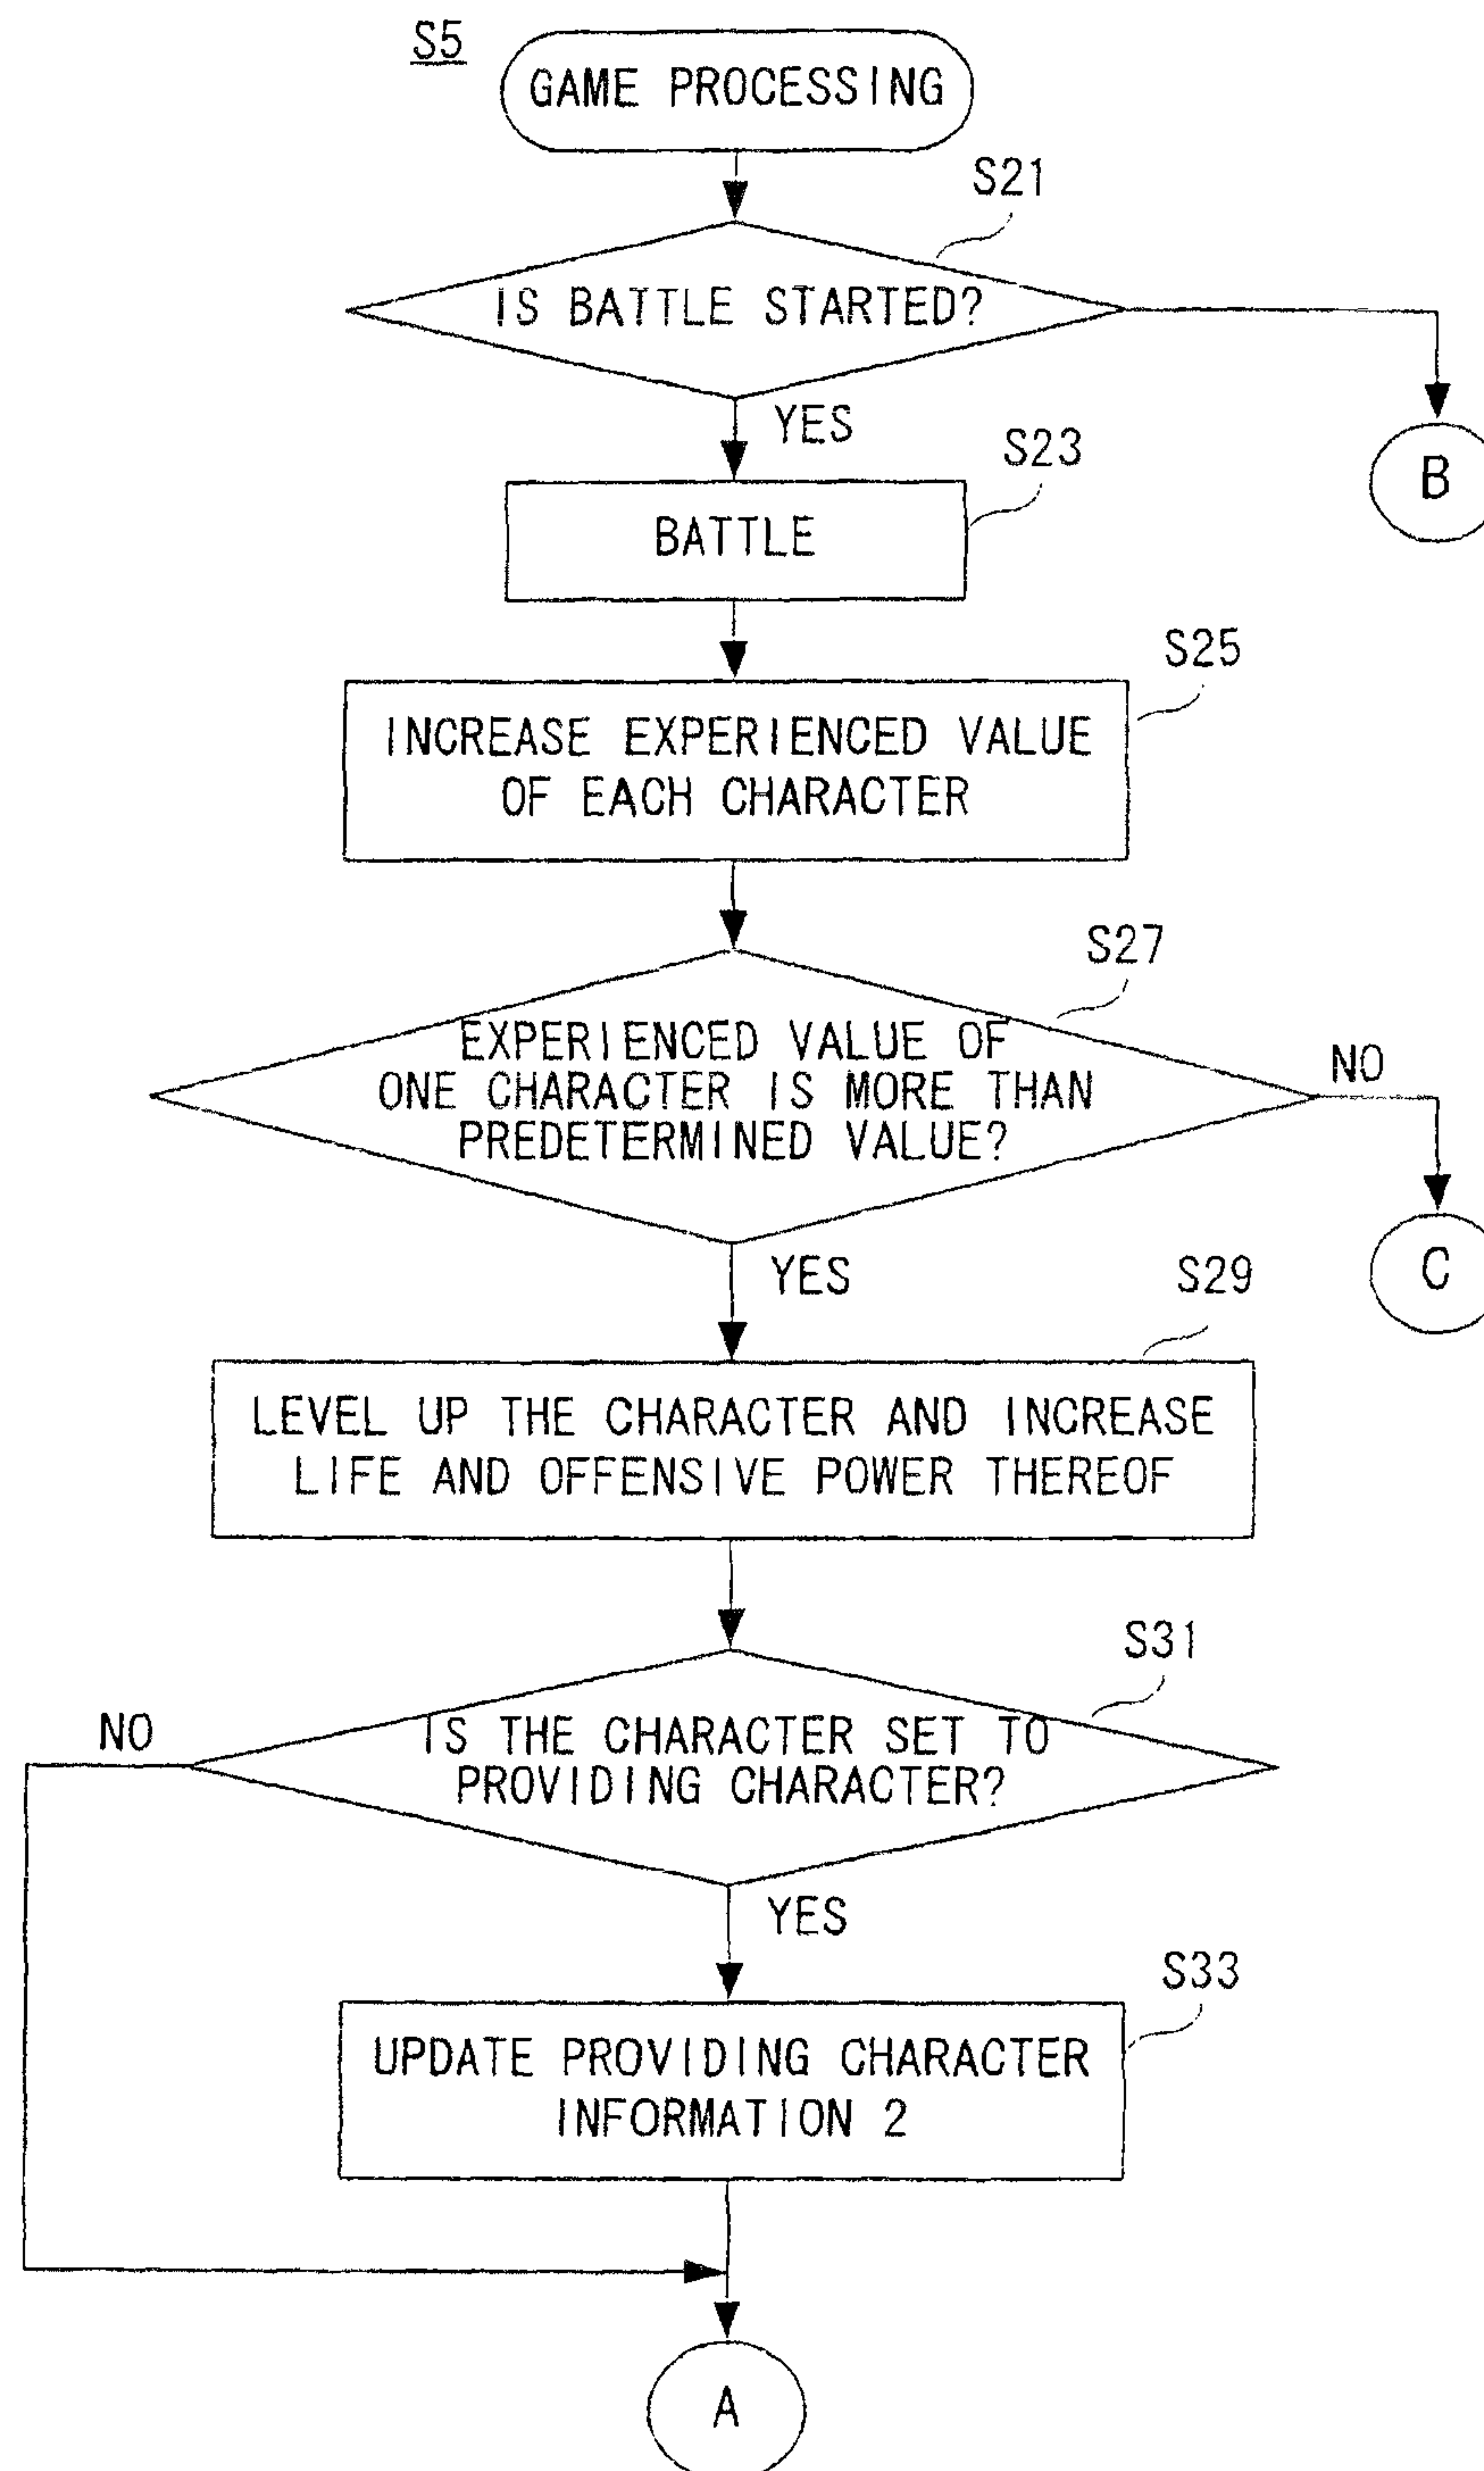 S5
GAME PROCESSING
S21
IS BATTLE STARTED?
YES
B
S23
BATTLE
S25
INCREASE EXPERIENCED VALUE
OF EACH CHARACTER
S27
EXPERIENCED VALUE OF
ONE CHARACTER IS MORE THAN
PREDETERMINED VALUE?
NO
YES
C
S29
LEVEL UP THE CHARACTER AND INCREASE
LIFE AND OFFENSIVE POWER THEREOF
S31
NO
IS THE CHARACTER SET TO
PROVIDING CHARACTER?
YES
S33
UPDATE PROVIDING CHARACTER
INFORMATION 2
A